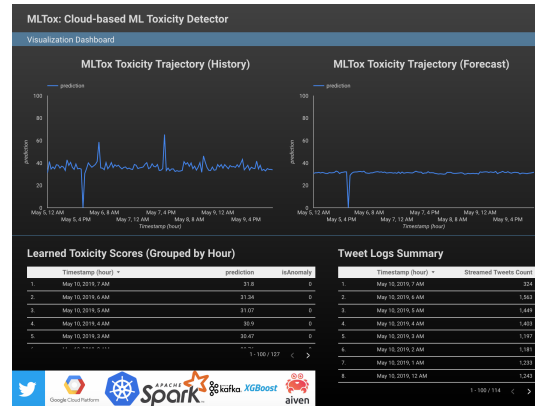 MLTox: Cloud-based ML Toxicity Detector
Visualization Dashboard
MLTox Toxicity Trajectory (History)
prediction
100
80
60
40
20
0
prediction
May 5, 12 AM
May 5, 4 PM
May 6, 8 AM
May 7, 12 AM
May 7, 4 PM
May 8, 8 AM
May 9, 12 AM
May 9, 4 PM
Timestamp (hour)
MLTox Toxicity Trajectory (Forecast)
prediction
100
80
60
40
20
0
prediction
May 5, 12 AM
May 5, 4 PM
May 6, 8 AM
May 7, 12 AM
May 7, 4 PM
May 8, 8 AM
May 9, 12 AM
May 9, 4 PM
Timestamp (hour)
Learned Toxicity Scores (Grouped by Hour)
Timestamp (hour) prediction isAnomaly
1. May 10, 2019, 7 AM 31.8 0
2. May 10, 2019, 6 AM 31.34 0
3. May 10, 2019, 5 AM 31.07 0
4. May 10, 2019, 4 AM 30.9 0
5. May 10, 2019, 3 AM 30.47 0
1 - 100 / 127
Tweet Logs Summary
Timestamp (hour) Streamed Tweets Count
1. May 10, 2019, 7 AM 324
2. May 10, 2019, 6 AM 1,563
3. May 10, 2019, 5 AM 1,449
4. May 10, 2019, 4 AM 1,403
5. May 10, 2019, 3 AM 1,197
6. May 10, 2019, 2 AM 1,181
7. May 10, 2019, 1 AM 1,233
8. May 10, 2019, 12 AM 1,243
1 - 100 / 114
Google Cloud Platform
APACHE
Spark
kafka
XGBoost
aiven